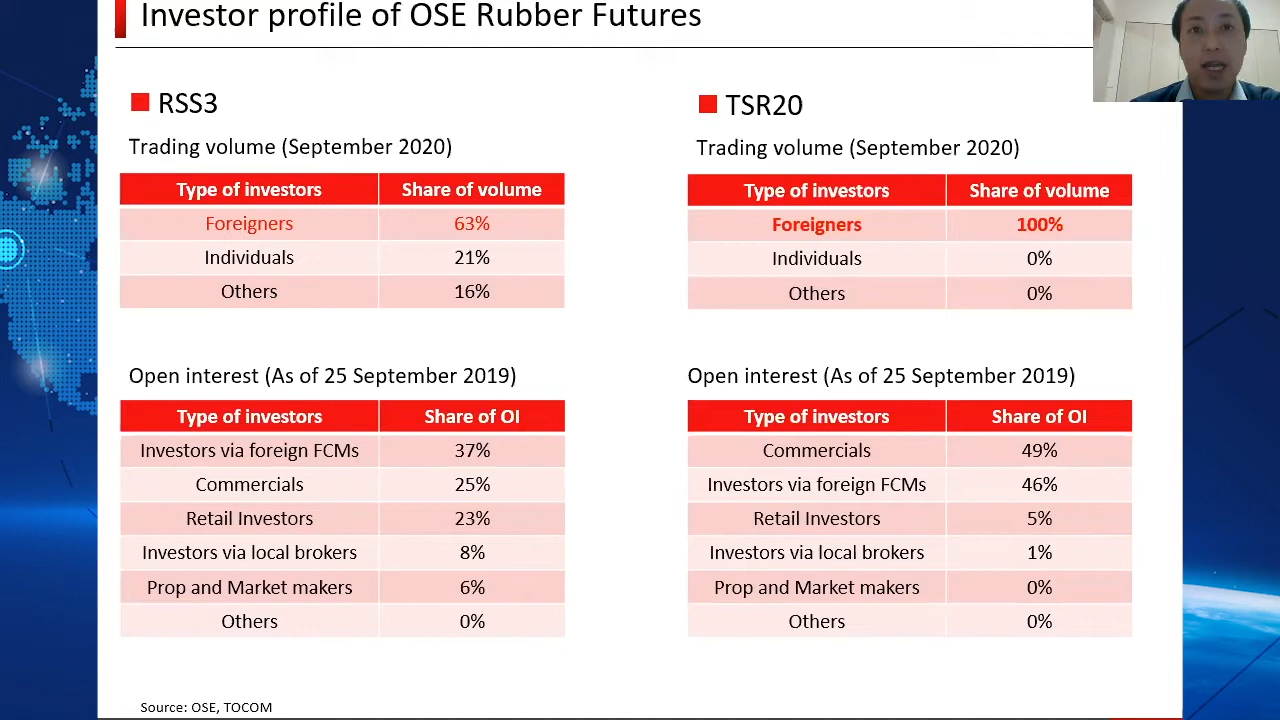 Investor profile of OSE Rubber Futures
RSS3
Trading volume (September 2020)
Type of investors Share of volume
Foreigners 63%
Individuals 21%
Others 16%
Open interest (As of 25 September 2019)
Type of investors Share of OI
Investors via foreign FCMs 37%
Commercials 25%
Retail Investors 23%
Investors via local brokers 8%
Prop and Market makers 6%
Others 0%
TSR20
Trading volume (September 2020)
Type of investors Share of volume
Foreigners 100%
Individuals 0%
Others 0%
Open interest (As of 25 September 2019)
Type of investors Share of OI
Commercials 49%
Investors via foreign FCMs 46%
Retail Investors 5%
Investors via local brokers 1%
Prop and Market makers 0%
Others 0%
Source: OSE, TOCOM